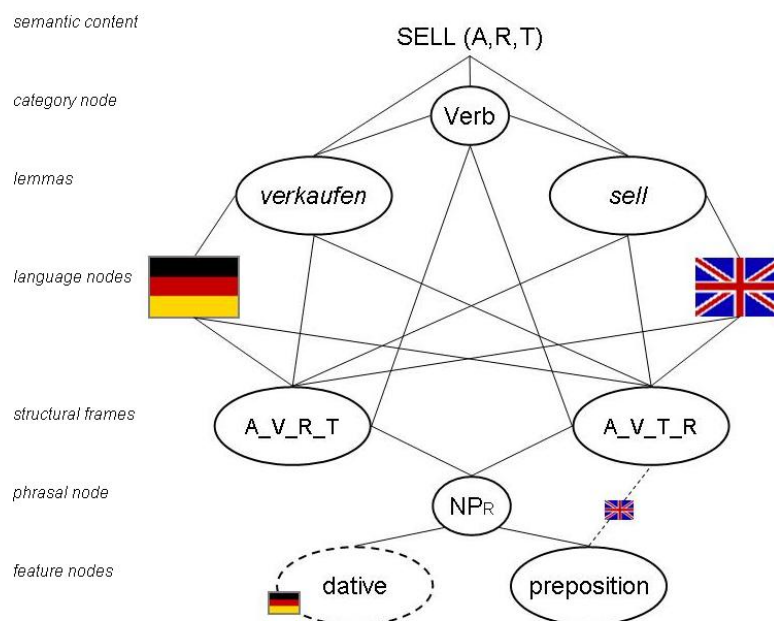 semantic content
SELL (A,R,T)
category node
Verb
lemmas
verkaufen
sell
language nodes
structural frames
A_V_R_T
A_V_T_R
phrasal node
NPR
feature nodes
dative
preposition